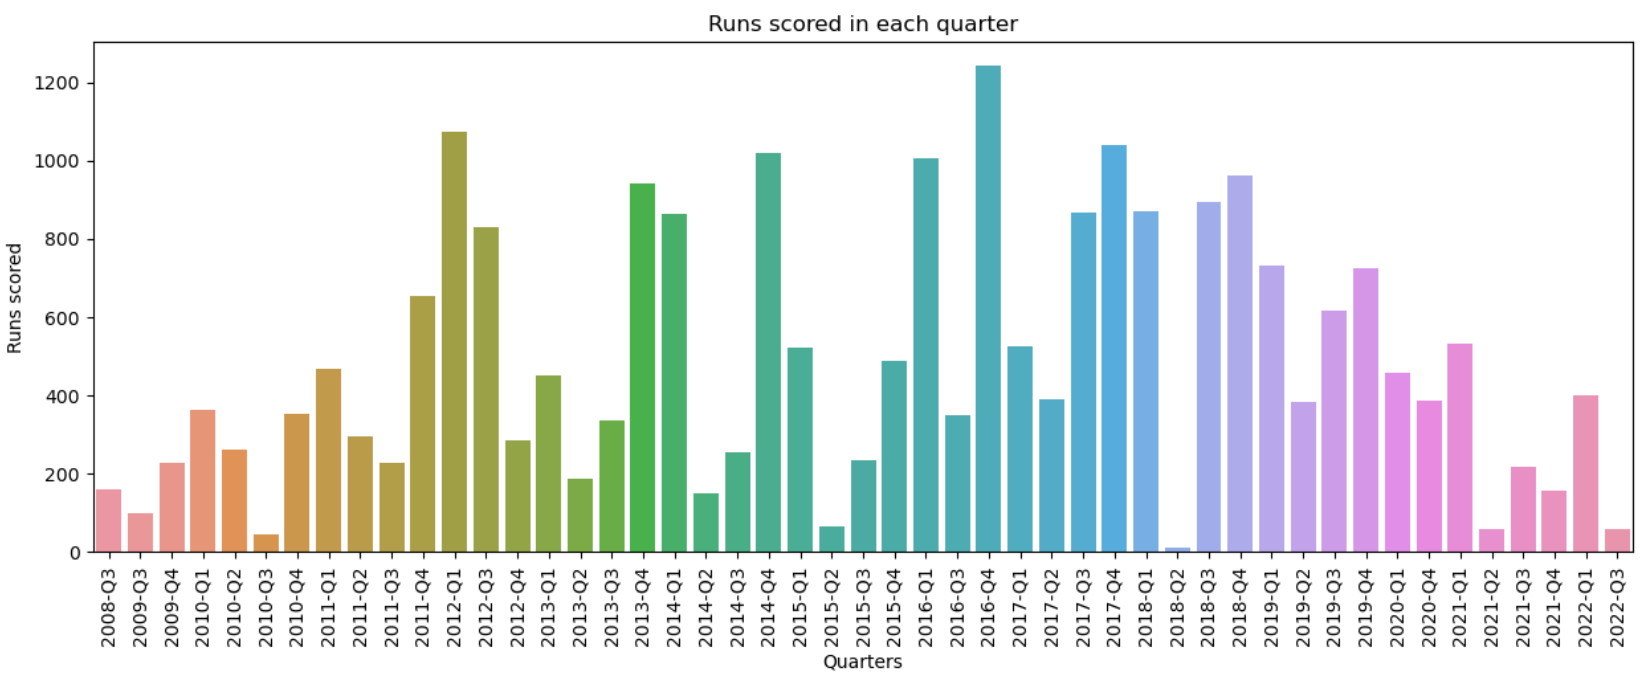 Runs scored in each quarter
Runs scored
1200
1000
800
600
400
200
0
2008-Q3
2009-Q3
2009-Q4
2010-Q1
2010-Q2
2010-Q3
2010-Q4
2011-Q1
2011-Q2
2011-Q3
2011-Q4
2012-Q1
2012-Q3
2012-Q4
2013-Q1
2013-Q2
2013-Q3
2013-Q4
2014-Q1
2014-Q2
2014-Q3
2014-Q4
2015-Q1
2015-Q2
2015-Q3
2015-Q4
2016-Q1
2016-Q3
2016-Q4
2017-Q1
2017-Q2
2017-Q3
2017-Q4
2018-Q1
2018-Q2
2018-Q3
2018-Q4
2019-Q1
2019-Q2
2019-Q3
2019-Q4
2020-Q1
2020-Q4
2021-Q1
2021-Q2
2021-Q3
2021-Q4
2022-Q1
2022-Q3
Quarters